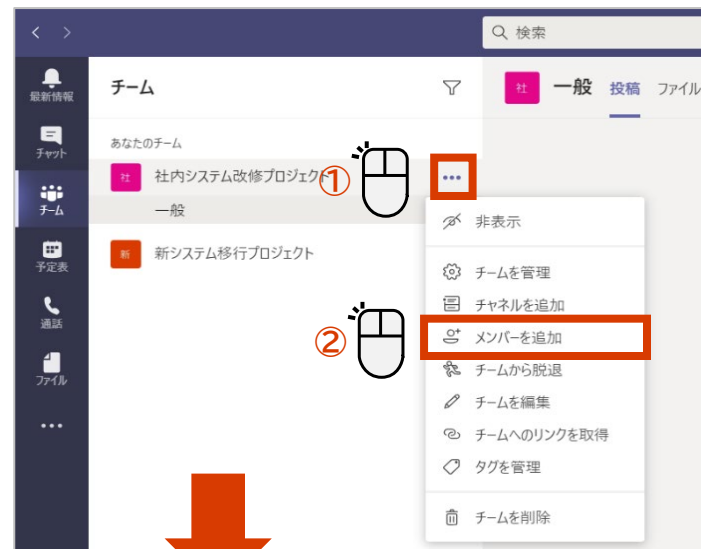 検索
最新情報
チーム
社 一般 投稿 ファイル
チャット
あなたのチーム
社 社内システム改修プロジェクト
①
チーム
一般
非表示
予定表
新 新システム移行プロジェクト
チームを管理
チャネルを追加
通話
②
メンバーを追加
ファイル
チームから脱退
チームを編集
チームへのリンクを取得
タグを管理
チームを削除